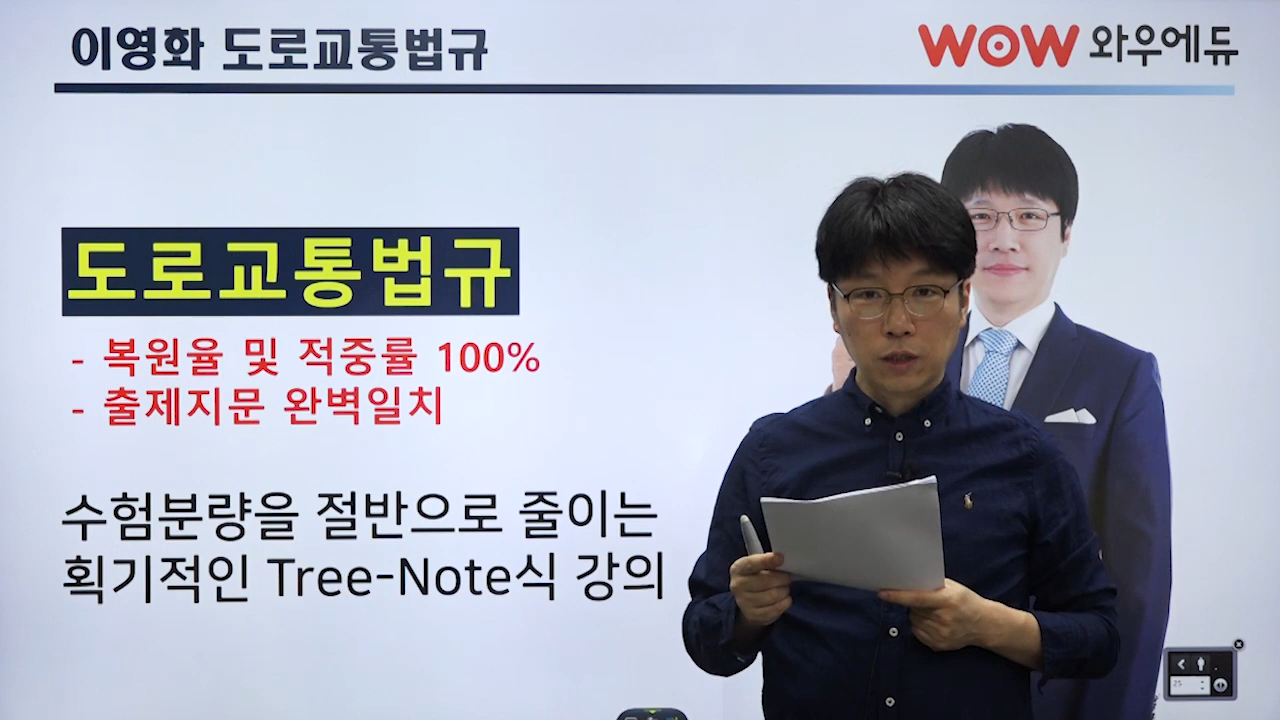 이영화 도로교통법규
WOW 와우에듀
도로교통법규
- 복원율 및 적중률 100%
- 출제지문 완벽일치
수험분량을 절반으로 줄이는
획기적인 Tree-Note식 강의
25